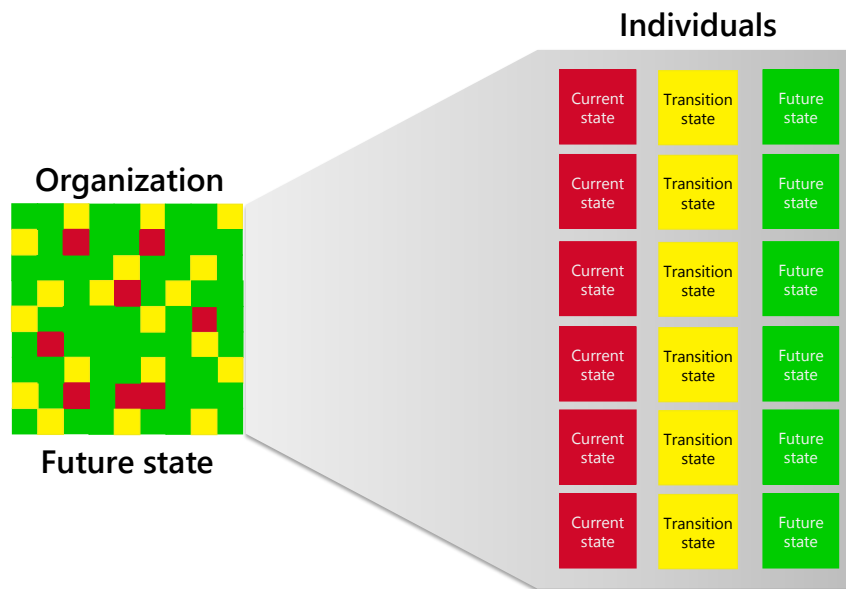 Individuals
Organization
Future state
Current
state
Transition
state
Future
state
Current
state
Transition
state
Future
state
Current
state
Transition
state
Future
state
Current
state
Transition
state
Future
state
Current
state
Transition
state
Future
state
Current
state
Transition
state
Future
state